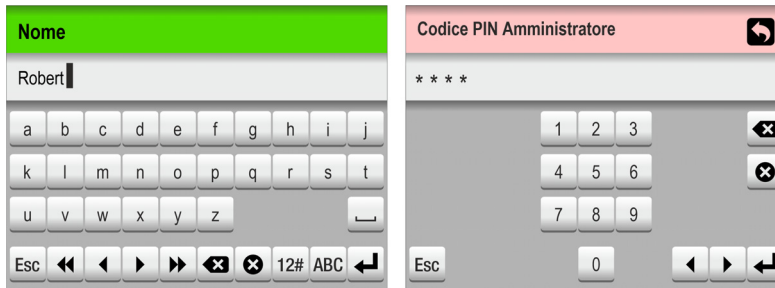 Nome
Robert
a b c d e f g h i j
k l m n o p q r s t
u v w x y z
Esc 12# ABC
Codice PIN Amministratore
* * * *
1 2 3
4 5 6
7 8 9
Esc 0